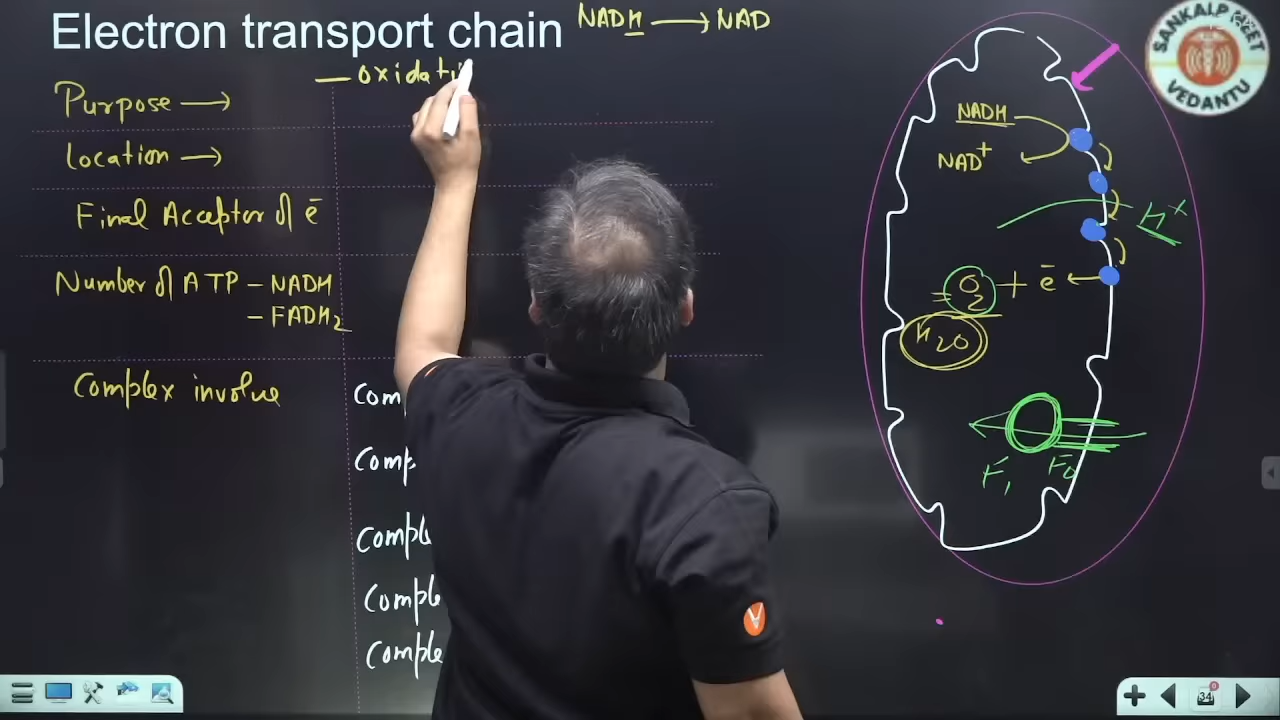 Electron transport chain NADH → NAD
— oxidati
Purpose →
Location →
Final Acceptor of ē
Number of ATP – NADH
– FADH2
Complex involve
Com
Comp
Comple
Comple
Comple
NADH
NAD+
H+
= O2 + ē ←
H2O
F1 F0
SANKALP NEET
VEDANTU
34